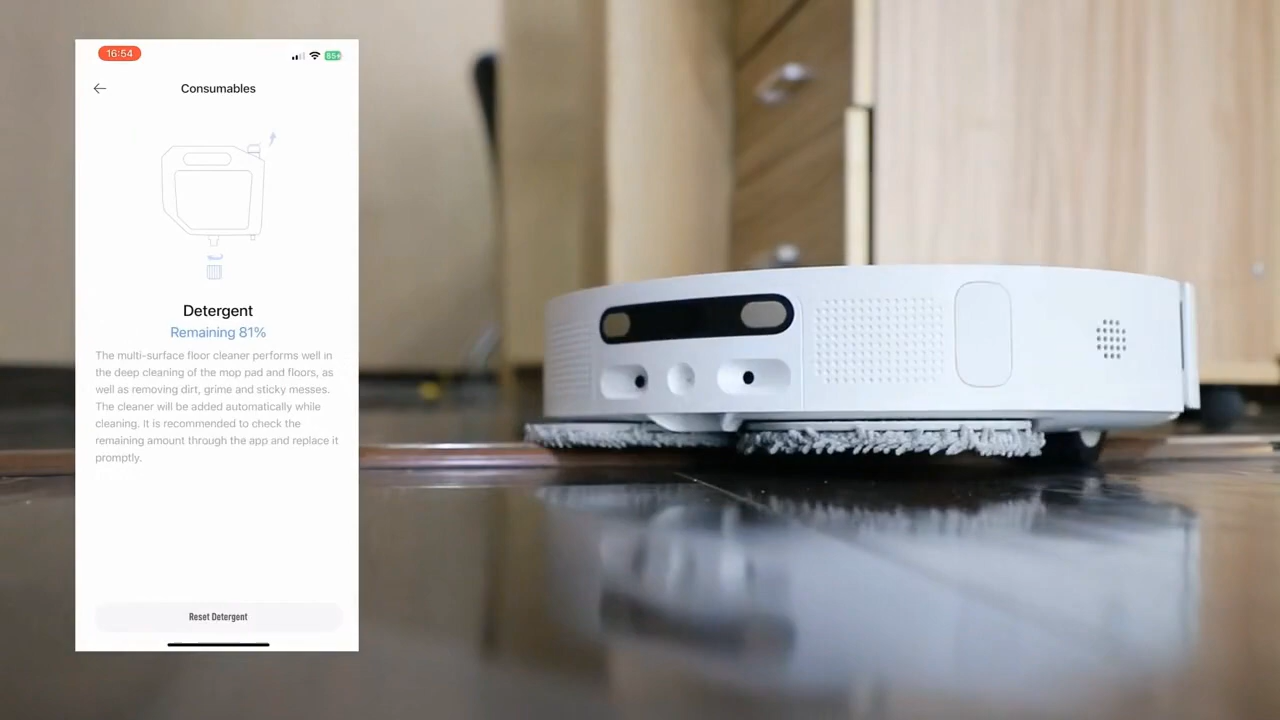 16:54
85+
Consumables
Detergent
Remaining 81%
The multi-surface floor cleaner performs well in
the deep cleaning of the mop pad and floors, as
well as removing dirt, grime and sticky messes.
The cleaner will be added automatically while
cleaning. It is recommended to check the
remaining amount through the app and replace it
promptly.
Reset Detergent